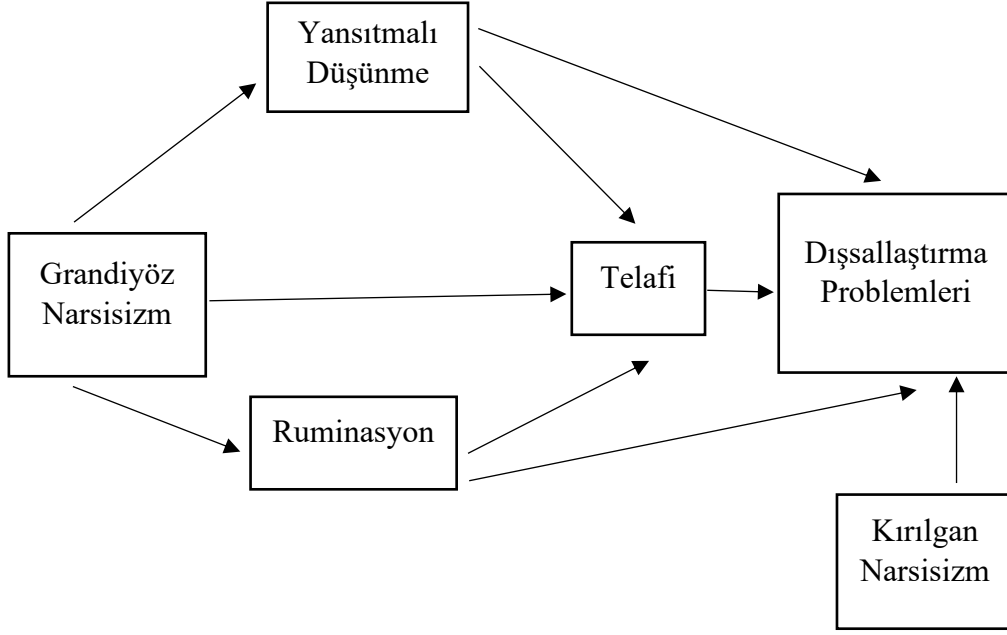 Yansıtmalı
Düşünme
Grandiyöz
Narsisizm
Telafi
Dışsallaştırma
Problemleri
Ruminasyon
Kırılgan
Narsisizm